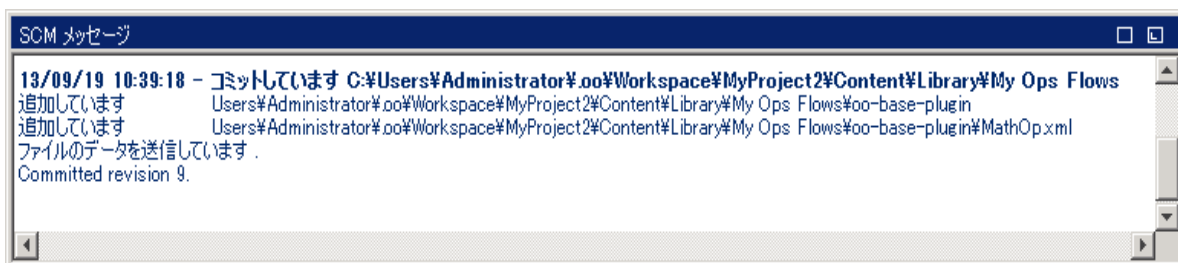 SCM メッセージ
13/09/19 10:39:18 - コミットしています C:¥Users¥Administrator¥.oo¥Workspace¥MyProject2¥Content¥Library¥My Ops Flows
追加しています Users¥Administrator¥.oo¥Workspace¥MyProject2¥Content¥Library¥My Ops Flows¥oo-base-plugin
追加しています Users¥Administrator¥.oo¥Workspace¥MyProject2¥Content¥Library¥My Ops Flows¥oo-base-plugin¥MathOp.xml
ファイルのデータを送信しています .
Committed revision 9.